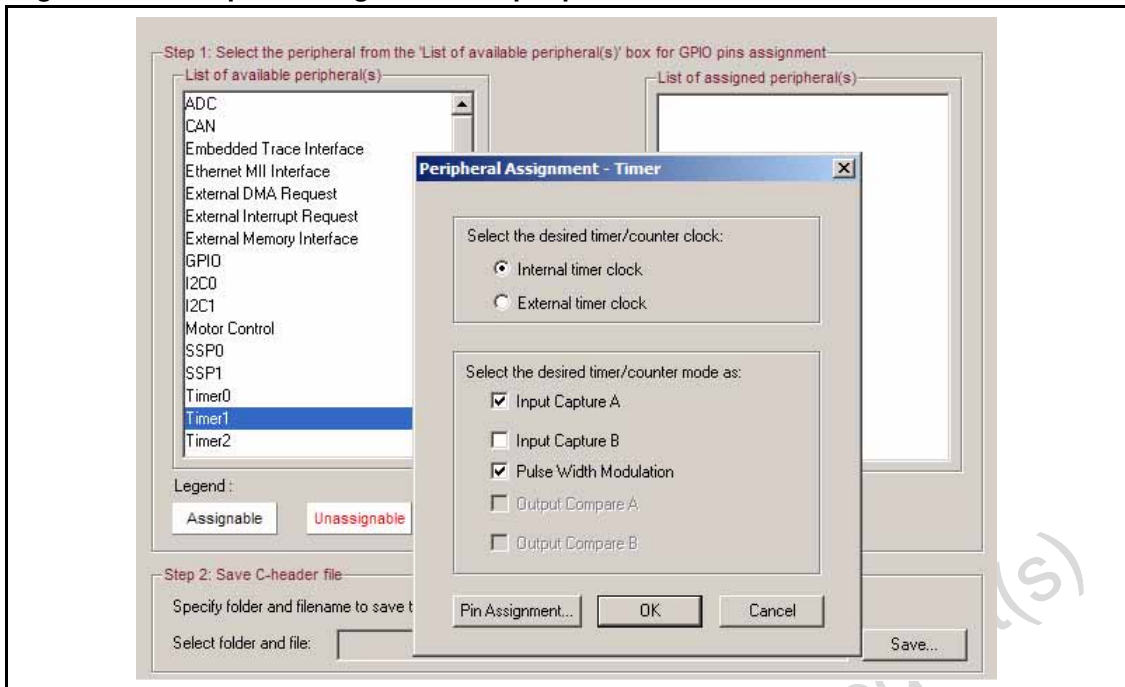 Step 1: Select the peripheral from the 'List of available peripheral(s)' box for GPIO pins assignment
List of available peripheral(s)
List of assigned peripheral(s)
ADC
CAN
Embedded Trace Interface
Ethernet MII Interface
External DMA Request
External Interrupt Request
External Memory Interface
GPIO
I2C0
I2C1
Motor Control
SSP0
SSP1
Timer0
Timer1
Timer2
Peripheral Assignment - Timer
Select the desired timer/counter clock:
Internal timer clock
External timer clock
Select the desired timer/counter mode as:
Input Capture A
Input Capture B
Pulse Width Modulation
Output Compare A
Output Compare B
Pin Assignment...
OK
Cancel
Legend :
Assignable
Unassignable
Step 2: Save C-header file
Specify folder and filename to save t
Select folder and file:
Save...
(s)